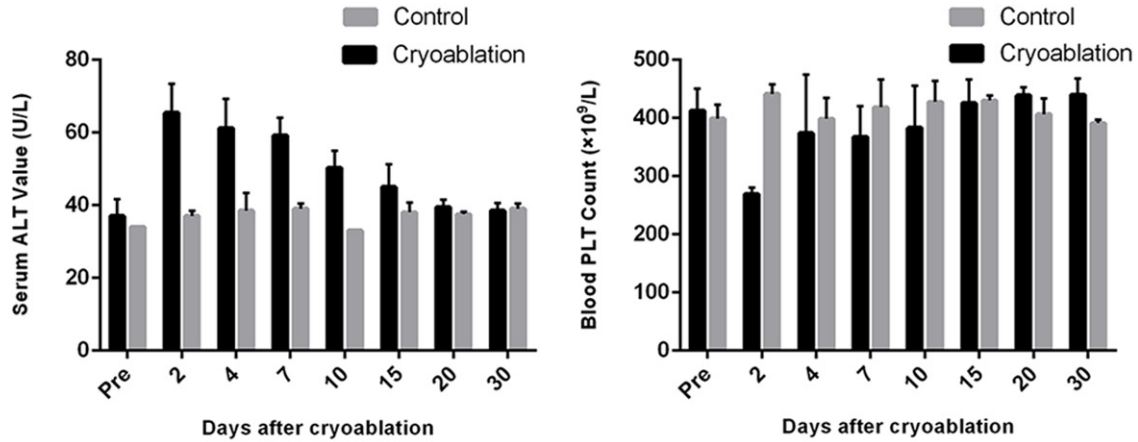 Control
Cryoablation
80
60
40
20
0
Serum ALT Value (U/L)
Pre 2 4 7 10 15 20 30
Days after cryoablation
Control
Cryoablation
500
400
300
200
100
0
Blood PLT Count (×10⁹/L)
Pre 2 4 7 10 15 20 30
Days after cryoablation